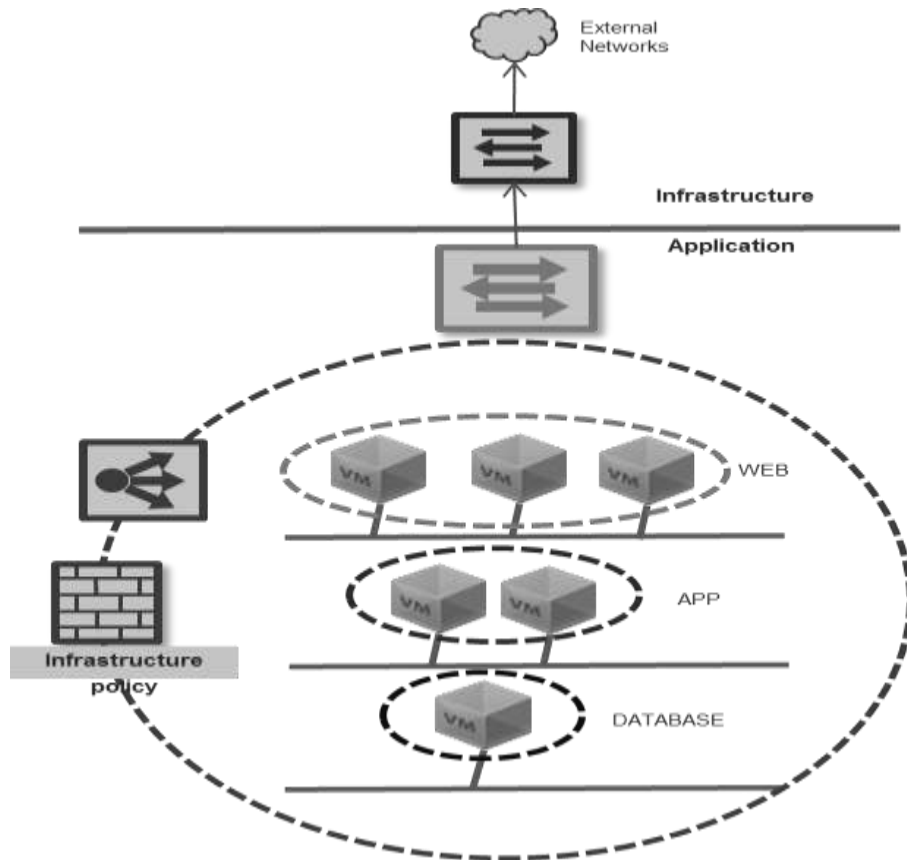 External
Networks
Infrastructure
Application
VM
VM
VM
WEB
VM
VM
APP
Infrastructure
policy
VM
DATABASE